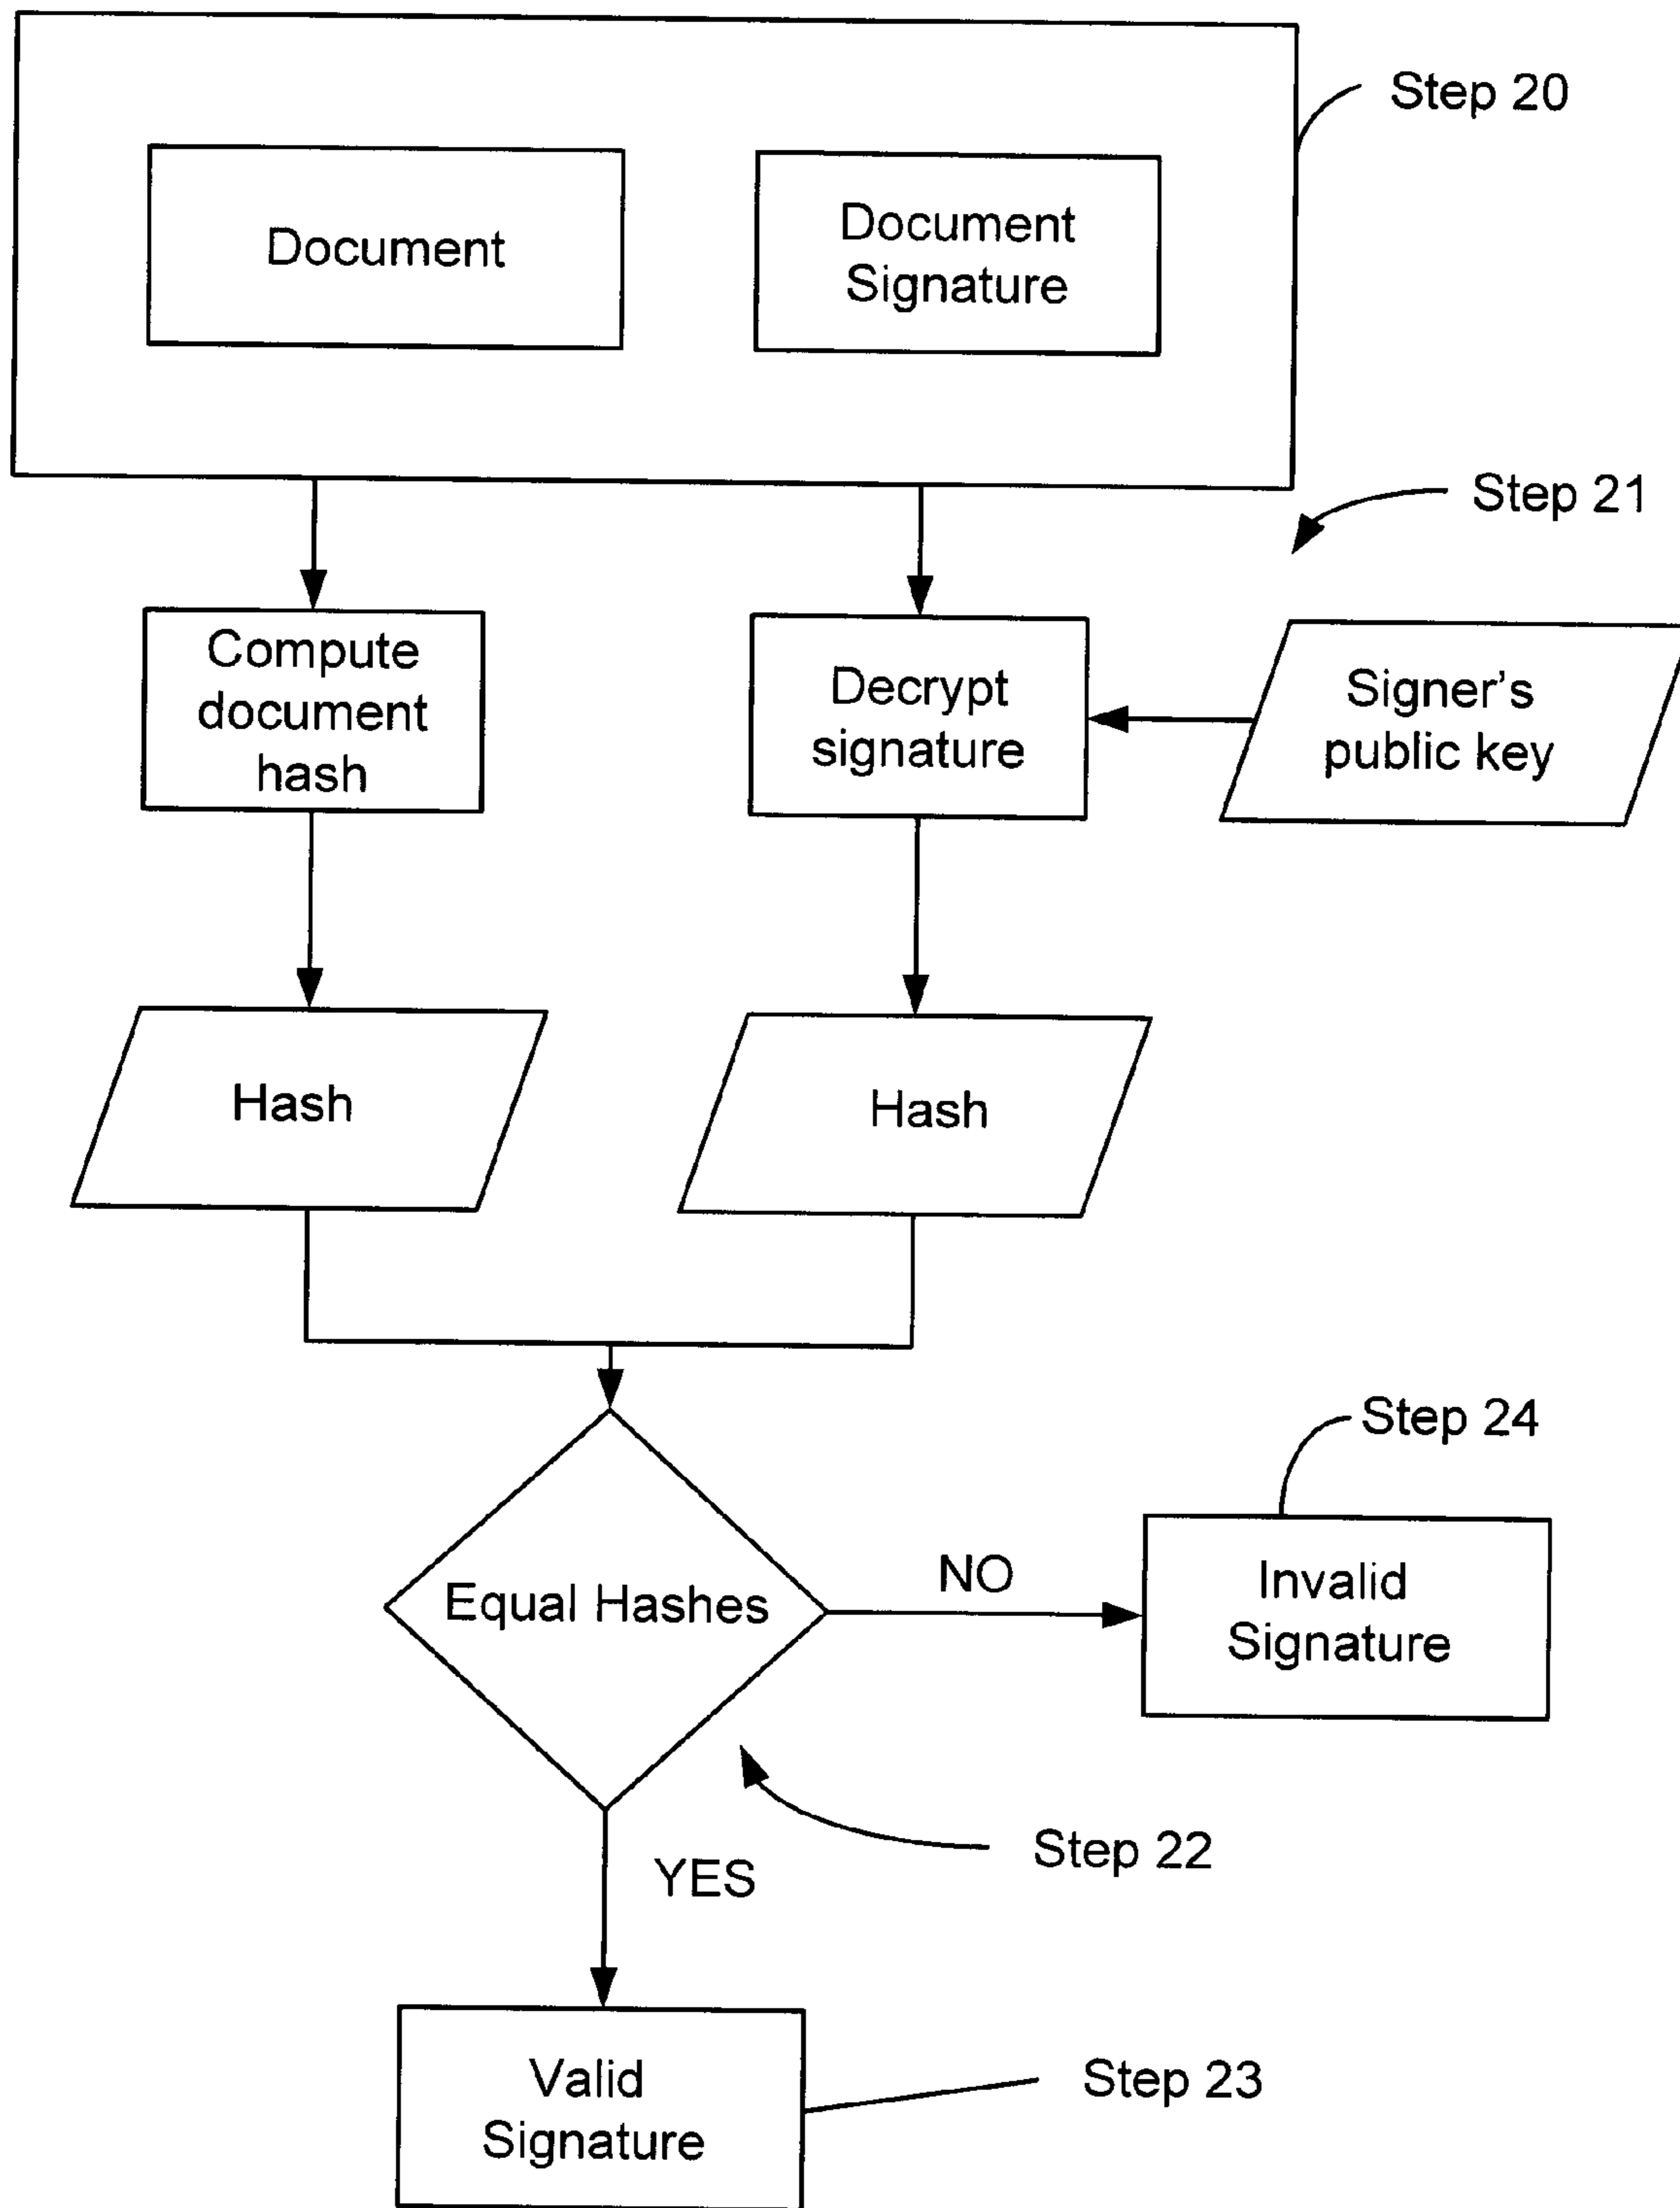 Step 20
Document
Document
Signature
Step 21
Compute
document
hash
Decrypt
signature
Signer's
public key
Hash
Hash
Step 24
Equal Hashes
NO
Invalid
Signature
Step 22
YES
Valid
Signature
Step 23